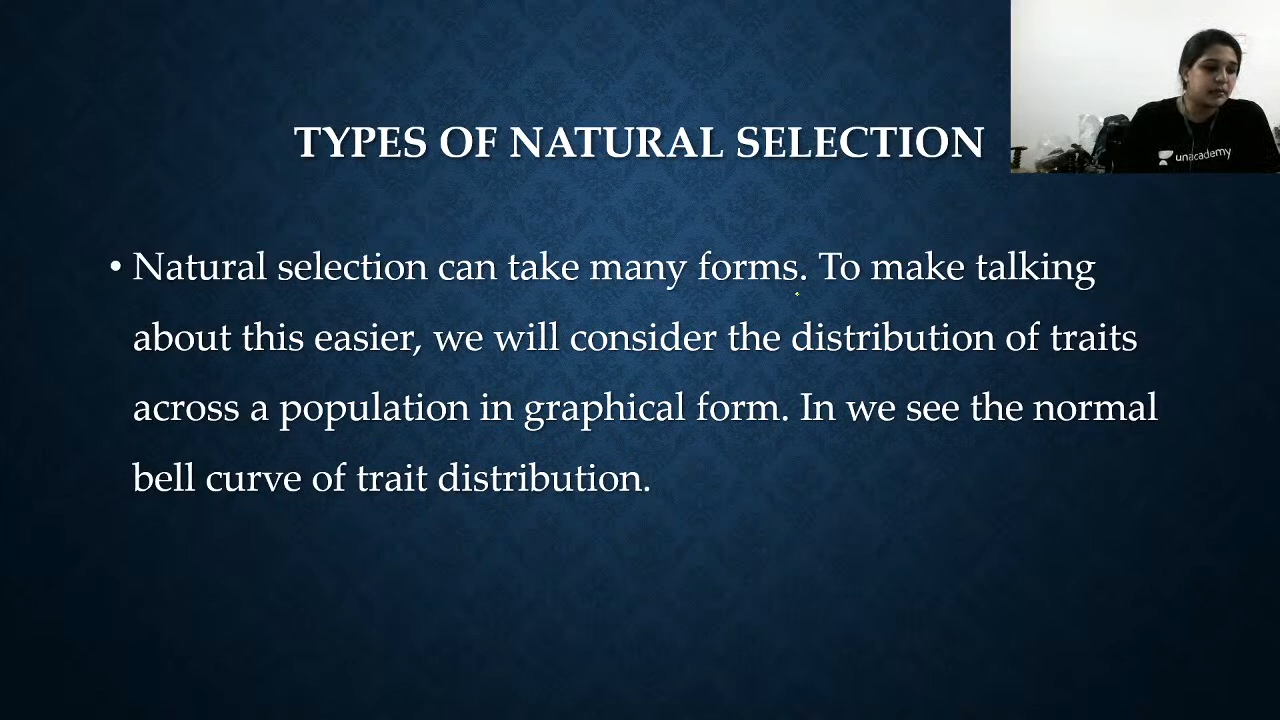 TYPES OF NATURAL SELECTION
unacademy
• Natural selection can take many forms. To make talking
about this easier, we will consider the distribution of traits
across a population in graphical form. In we see the normal
bell curve of trait distribution.